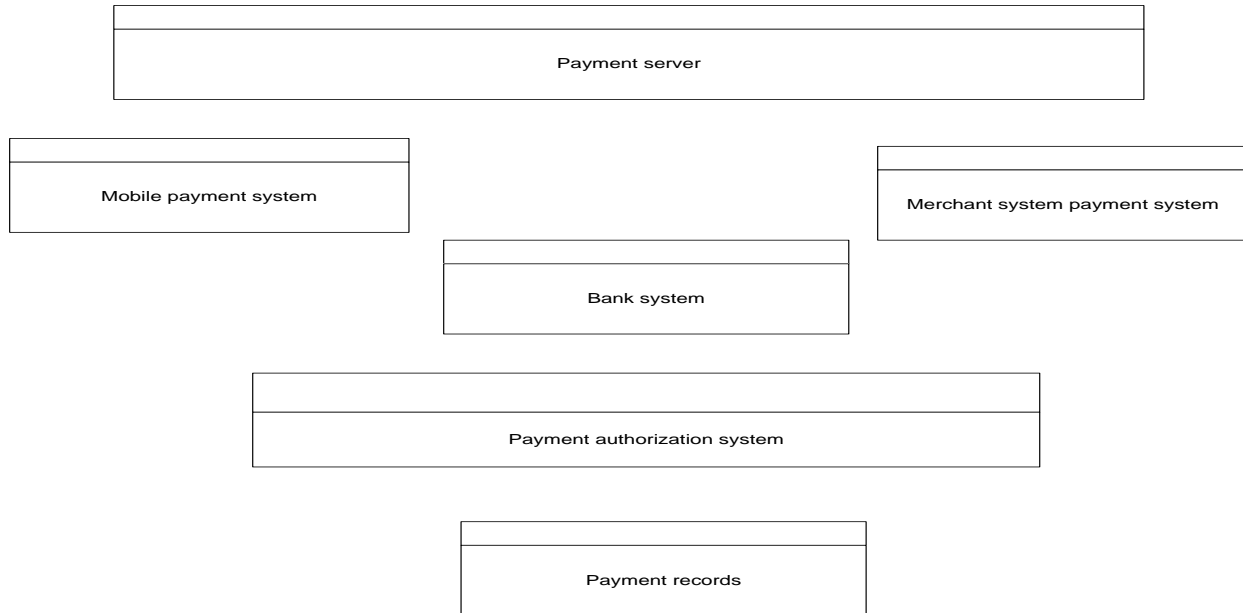 Payment server
Mobile payment system
Merchant system payment system
Bank system
Payment authorization system
Payment records